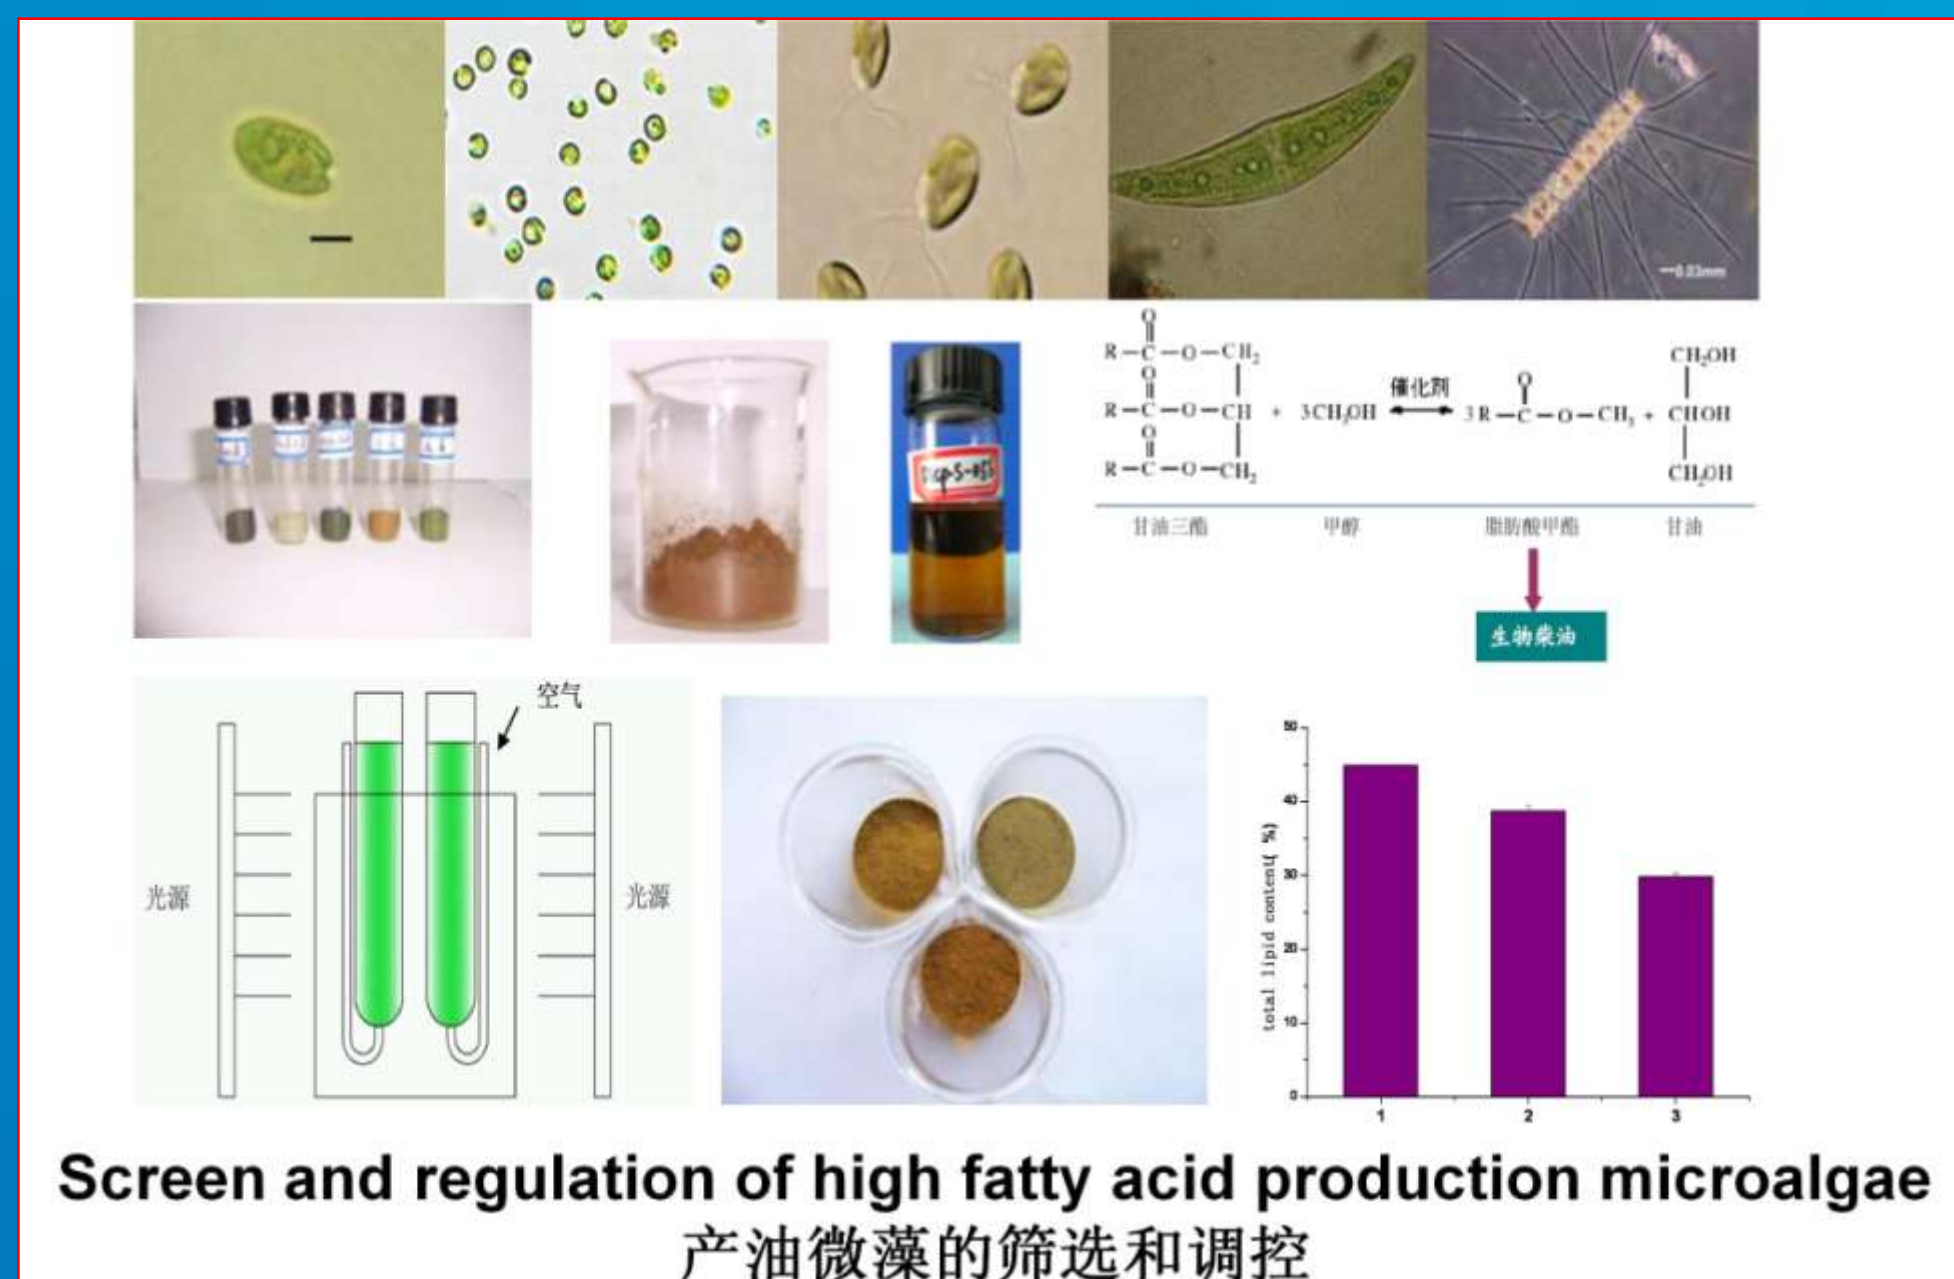 0.03mm
O
R－C－O－CH₂
O
R－C－O－CH + 3CH₃OH 催化剂 3R－C－O－CH₃ + CHOH
O
CH₂OH
O
R－C－O－CH₂
CH₂OH
甘油三酯 甲醇 脂肪酸甲酯 甘油
生物柴油
空气
光源
光源
total lipid content( %)
50
40
30
20
10
0
1 2 3
Screen and regulation of high fatty acid production microalgae
产油微藻的筛选和调控